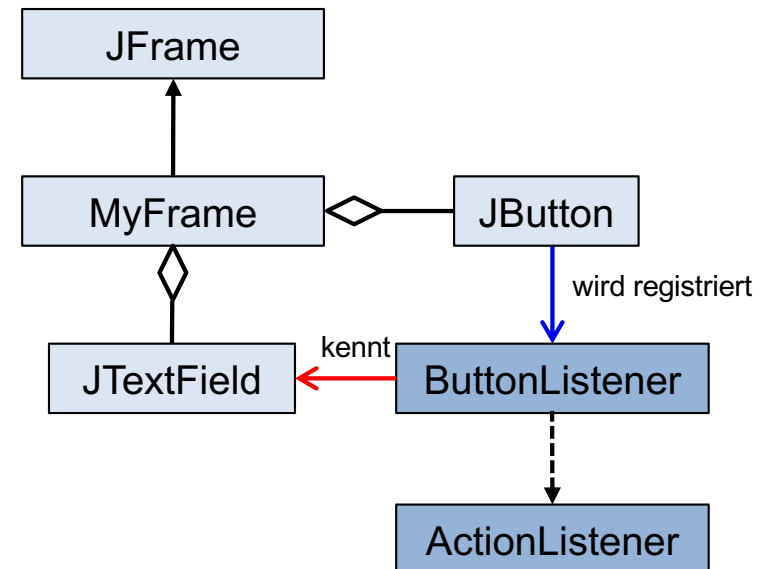 JFrame
MyFrame
JButton
wird registriert
kennt
JTextField
ButtonListener
ActionListener